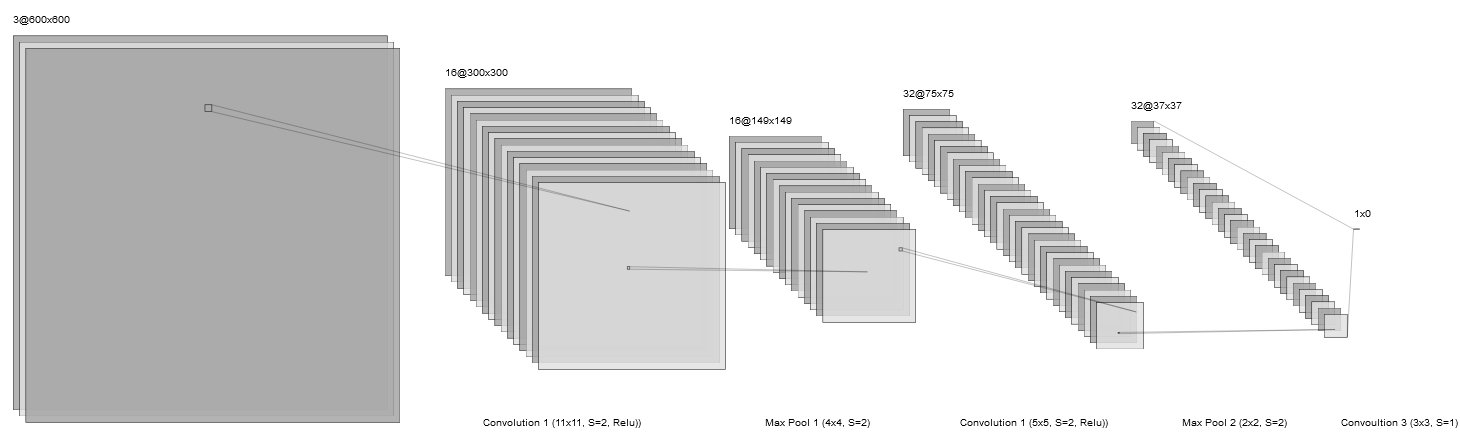 3@600x600
16@300x300
16@149x149
32@75x75
32@37x37
1x0
Convolution 1 (11x11, S=2, Relu))
Max Pool 1 (4x4, S=2)
Convolution 1 (5x5, S=2, Relu))
Max Pool 2 (2x2, S=2)
Convoultion 3 (3x3, S=1)